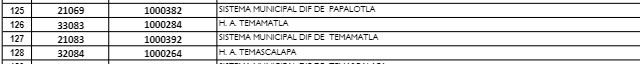 125 21069 1000382 SISTEMA MUNICIPAL DIF DE PAPALOTLA
126 33083 1000284 H. A. TEMAMATLA
127 21083 1000392 SISTEMA MUNICIPAL DIF DE TEMAMATLA
128 32084 1000264 H. A. TEMASCALAPA